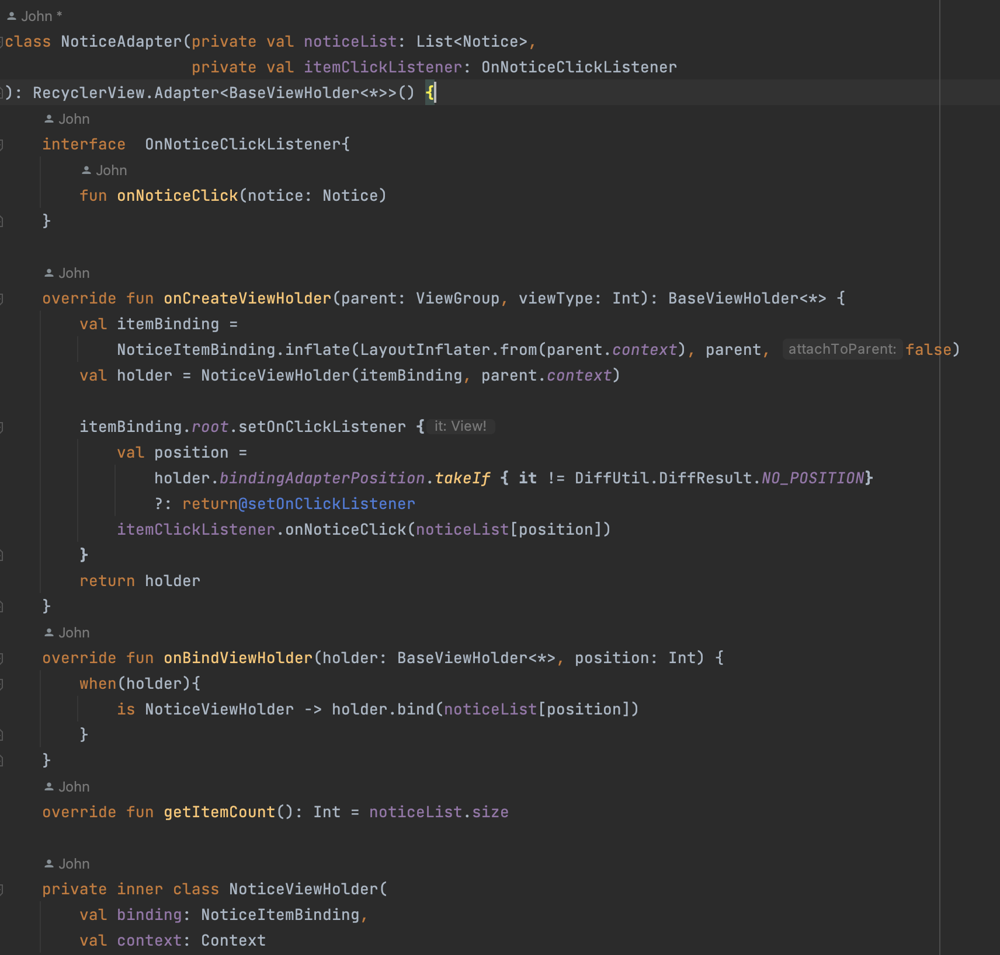 John *
class NoticeAdapter(private val noticeList: List<Notice>,
                    private val itemClickListener: OnNoticeClickListener
): RecyclerView.Adapter<BaseViewHolder<*>>() {
    John
    interface  OnNoticeClickListener{
        John
        fun onNoticeClick(notice: Notice)
    }
    John
    override fun onCreateViewHolder(parent: ViewGroup, viewType: Int): BaseViewHolder<*> {
        val itemBinding =
            NoticeItemBinding.inflate(LayoutInflater.from(parent.context), parent, attachToParent: false)
        val holder = NoticeViewHolder(itemBinding, parent.context)
        itemBinding.root.setOnClickListener { it: View!
            val position =
                holder.bindingAdapterPosition.takeIf { it != DiffUtil.DiffResult.NO_POSITION}
                ?: return@setOnClickListener
            itemClickListener.onNoticeClick(noticeList[position])
        }
        return holder
    }
    John
    override fun onBindViewHolder(holder: BaseViewHolder<*>, position: Int) {
        when(holder){
            is NoticeViewHolder -> holder.bind(noticeList[position])
        }
    }
    John
    override fun getItemCount(): Int = noticeList.size
    John
    private inner class NoticeViewHolder(
        val binding: NoticeItemBinding,
        val context: Context